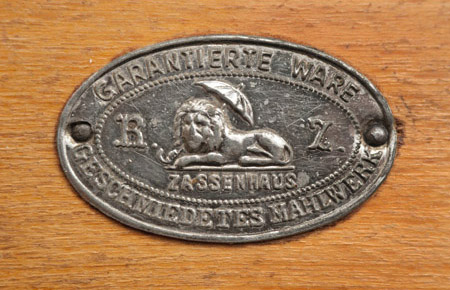 GARANTIERTE WARE
R. Z.
ZASSENHAUS
GESCHMIEDETES MAHLWERK